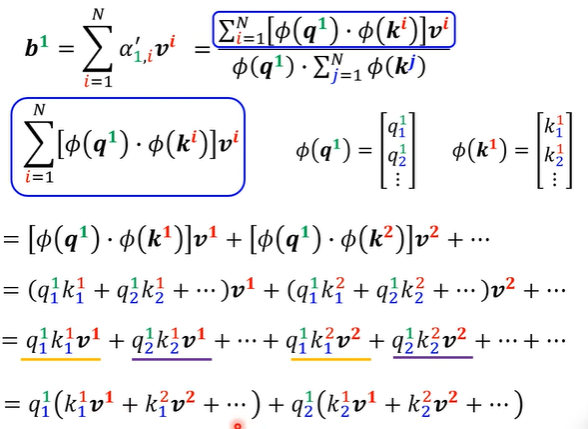 $\boldsymbol{b^1} = \sum_{i=1}^{N} \alpha'_{1,i} \boldsymbol{v^i} = \frac{\sum_{i=1}^{N} [\phi(\boldsymbol{q^1}) \cdot \phi(\boldsymbol{k^i})] \boldsymbol{v^i}}{\phi(\boldsymbol{q^1}) \cdot \sum_{j=1}^{N} \phi(\boldsymbol{k^j})}$
$\sum_{i=1}^{N} [\phi(\boldsymbol{q^1}) \cdot \phi(\boldsymbol{k^i})] \boldsymbol{v^i}$ $\phi(\boldsymbol{q^1}) = \begin{bmatrix} q_1^1 \\ q_2^1 \\ \vdots \end{bmatrix}$ $\phi(\boldsymbol{k^1}) = \begin{bmatrix} k_1^1 \\ k_2^1 \\ \vdots \end{bmatrix}$
$= [\phi(\boldsymbol{q^1}) \cdot \phi(\boldsymbol{k^1})] \boldsymbol{v^1} + [\phi(\boldsymbol{q^1}) \cdot \phi(\boldsymbol{k^2})] \boldsymbol{v^2} + \cdots$
$= (q_1^1 k_1^1 + q_2^1 k_2^1 + \cdots) \boldsymbol{v^1} + (q_1^1 k_1^2 + q_2^1 k_2^2 + \cdots) \boldsymbol{v^2} + \cdots$
$= q_1^1 k_1^1 \boldsymbol{v^1} + q_2^1 k_2^1 \boldsymbol{v^1} + \cdots + q_1^1 k_1^2 \boldsymbol{v^2} + q_2^1 k_2^2 \boldsymbol{v^2} + \cdots + \cdots$
$= q_1^1 (k_1^1 \boldsymbol{v^1} + k_1^2 \boldsymbol{v^2} + \cdots) + q_2^1 (k_2^1 \boldsymbol{v^1} + k_2^2 \boldsymbol{v^2} + \cdots)$